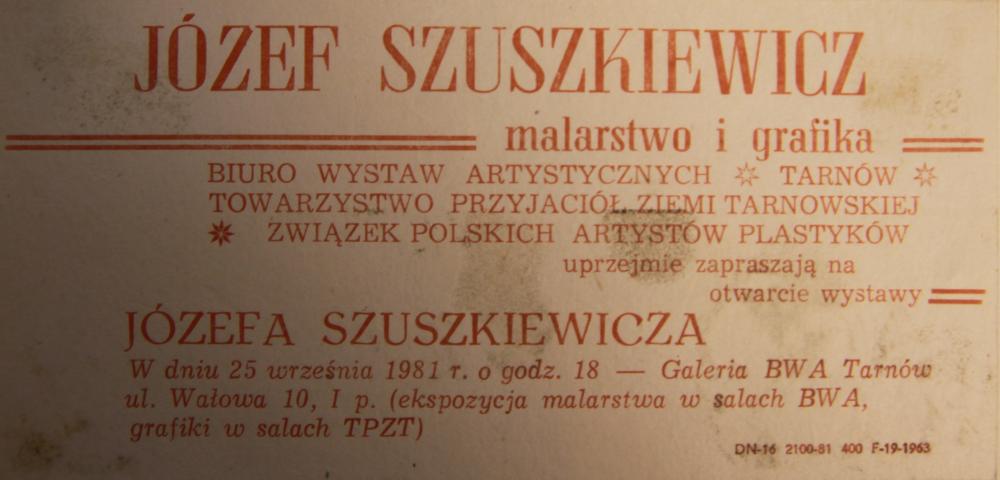 JÓZEF SZUSZKIEWICZ
malarstwo i grafika
BIURO WYSTAW ARTYSTYCZNYCH ✴ TARNÓW ✴
TOWARZYSTWO PRZYJACIÓŁ ZIEMI TARNOWSKIEJ
✴ ZWIĄZEK POLSKICH ARTYSTÓW PLASTYKÓW
uprzejmie zapraszają na
otwarcie wystawy
JÓZEFA SZUSZKIEWICZA
W dniu 25 września 1981 r. o godz. 18 — Galeria BWA Tarnów
ul. Wałowa 10, I p. (ekspozycja malarstwa w salach BWA,
grafiki w salach TPZT)
DN-16 2100-81 400 F-19-1963